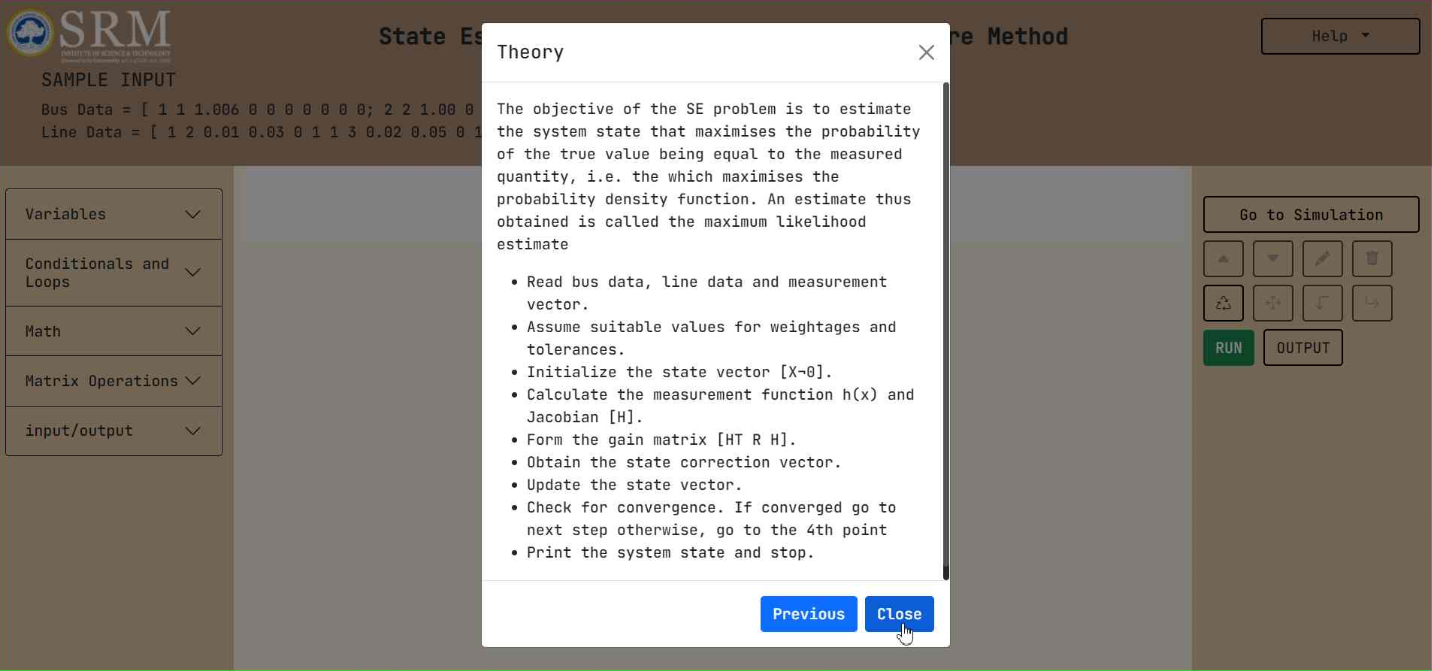 SRM
INSTITUTE OF SCIENCE & TECHNOLOGY
State Es
re Method
Help
SAMPLE INPUT
Bus Data = [ 1 1 1.006 0 0 0 0 0 0 0; 2 2 1.00 0
Line Data = [ 1 2 0.01 0.03 0 1 1 3 0.02 0.05 0 1
Theory
The objective of the SE problem is to estimate
the system state that maximises the probability
of the true value being equal to the measured
quantity, i.e. the which maximises the
probability density function. An estimate thus
obtained is called the maximum likelihood
estimate
• Read bus data, line data and measurement
vector.
• Assume suitable values for weightages and
tolerances.
• Initialize the state vector [X¬0].
• Calculate the measurement function h(x) and
Jacobian [H].
• Form the gain matrix [HT R H].
• Obtain the state correction vector.
• Update the state vector.
• Check for convergence. If converged go to
next step otherwise, go to the 4th point
• Print the system state and stop.
Previous
Close
Variables
Conditionals and
Loops
Math
Matrix Operations
input/output
Go to Simulation
RUN
OUTPUT